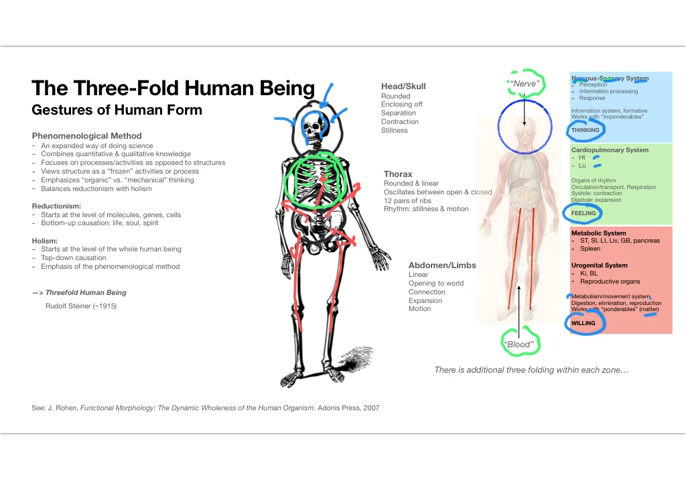 The Three-Fold Human Being
Gestures of Human Form
Phenomenological Method
- An expanded way of doing science
- Combines quantitative & qualitative knowledge
- Focuses on processes/activities as opposed to structures
- Views structure as a “frozen” activities or process
- Emphasizes “organic” vs. “mechanical” thinking
- Balances reductionism with holism
Reductionism:
- Starts at the level of molecules, genes, cells
- Bottom-up causation: life, soul, spirit
Holism:
- Starts at the level of the whole human being
- Top-down causation
- Emphasis of the phenomenological method
—> Threefold Human Being
Rudolf Steiner (~1915)
Head/Skull
Rounded
Enclosing off
Separation
Contraction
Stillness
Thorax
Rounded & linear
Oscillates between open & closed
12 pairs of ribs
Rhythm: stillness & motion
Abdomen/Limbs
Linear
Opening to world
Connection
Expansion
Motion
“Nerve”
“Blood”
Nervous-Sensory System
- Perception
- Information processing
- Response
Information system, formative
Works with “imponderables”
THINKING
Cardiopulmonary System
- Ht
- Lu
Organs of rhythm
Circulation/transport, Respiration
Systole: contraction
Diastole: expansion
FEELING
Metabolic System
- ST, SI, LI, Liv, GB, pancreas
- Spleen
Urogenital System
- Ki, BL
- Reproductive organs
Metabolism/movement system,
Digestion, elimination, reproduction
Works with “ponderables” (matter)
WILLING
There is additional three folding within each zone…
See: J. Rohen, Functional Morphology: The Dynamic Wholeness of the Human Organism. Adonis Press, 2007